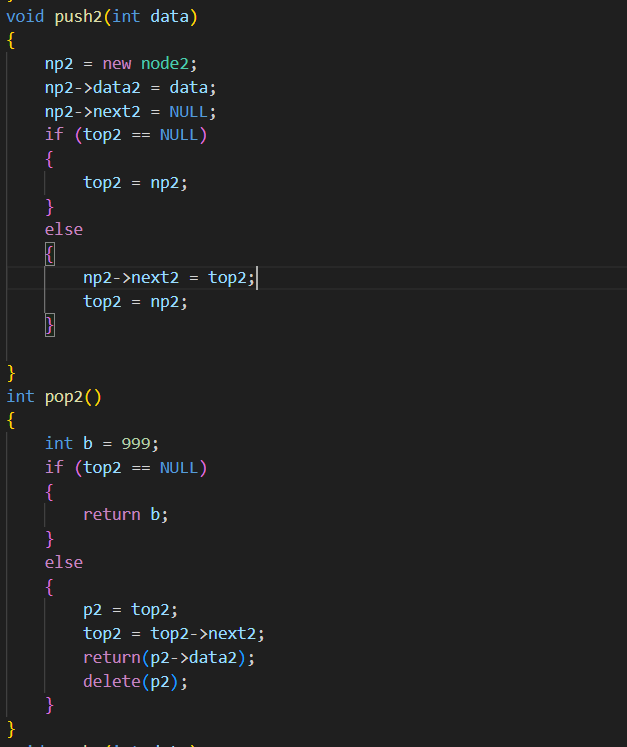 void push2(int data)
{
    np2 = new node2;
    np2->data2 = data;
    np2->next2 = NULL;
    if (top2 == NULL)
    {
        top2 = np2;
    }
    else
    {
        np2->next2 = top2;
        top2 = np2;
    }

}
int pop2()
{
    int b = 999;
    if (top2 == NULL)
    {
        return b;
    }
    else
    {
        p2 = top2;
        top2 = top2->next2;
        return(p2->data2);
        delete(p2);
    }
}